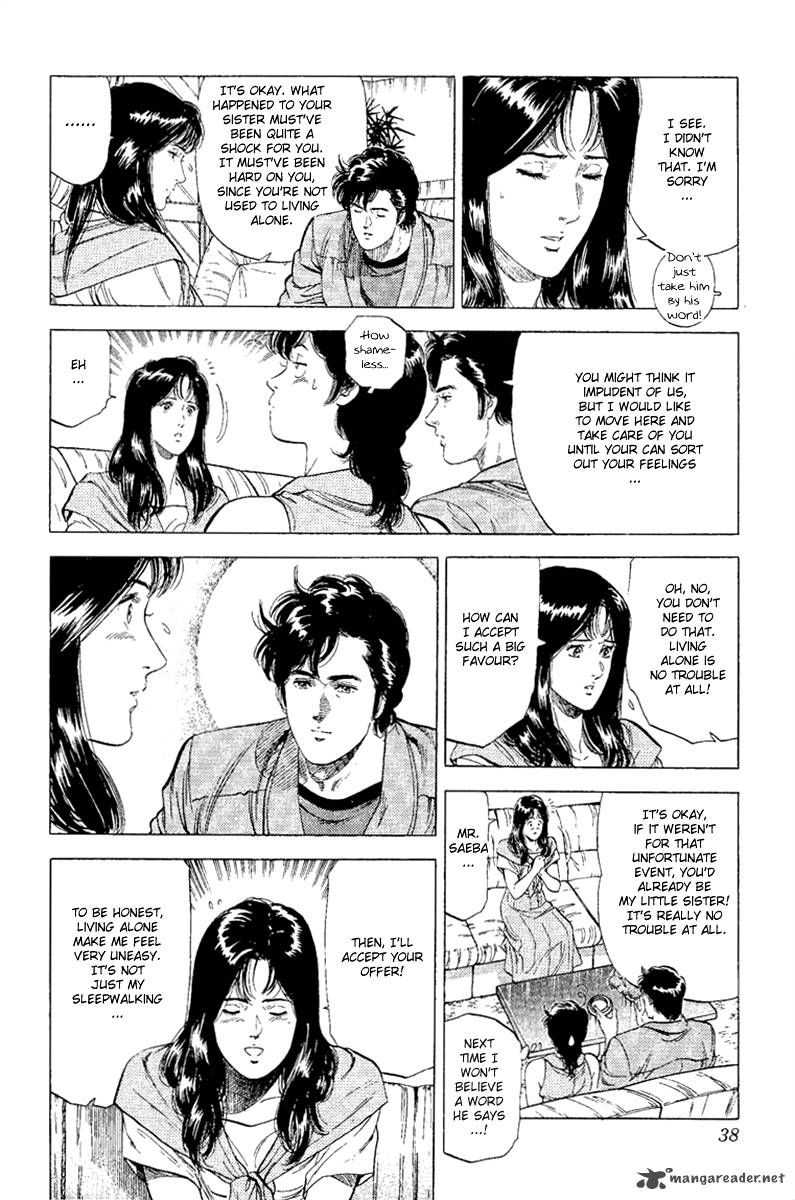 I SEE.
I DIDN'T
KNOW
THAT. I'M
SORRY
...
Don't
just
take him
by his
word!
IT'S OKAY. WHAT
HAPPENED TO YOUR
SISTER MUST'VE
BEEN QUITE A
SHOCK FOR YOU.
IT MUST'VE BEEN
HARD ON YOU,
SINCE YOU'RE NOT
USED TO LIVING
ALONE.
......
YOU MIGHT THINK IT
IMPUDENT OF US,
BUT I WOULD LIKE
TO MOVE HERE AND
TAKE CARE OF YOU
UNTIL YOUR CAN SORT
OUT YOUR FEELINGS
...
How
shame-
less...
EH
...
OH, NO,
YOU DON'T
NEED TO
DO THAT.
LIVING
ALONE IS
NO TROUBLE
AT ALL!
HOW CAN
I ACCEPT
SUCH A BIG
FAVOUR?
IT'S OKAY,
IF IT WEREN'T
FOR THAT
UNFORTUNATE
EVENT, YOU'D
ALREADY BE
MY LITTLE SISTER!
IT'S REALLY NO
TROUBLE AT ALL.
MR.
SAEBA
...
NEXT
TIME I
WON'T
BELIEVE
A WORD
HE SAYS
...!
THEN, I'LL
ACCEPT YOUR
OFFER!
TO BE HONEST,
LIVING ALONE
MAKE ME FEEL
VERY UNEASY.
IT'S NOT
JUST MY
SLEEPWALKING
...
38
mangareader.net